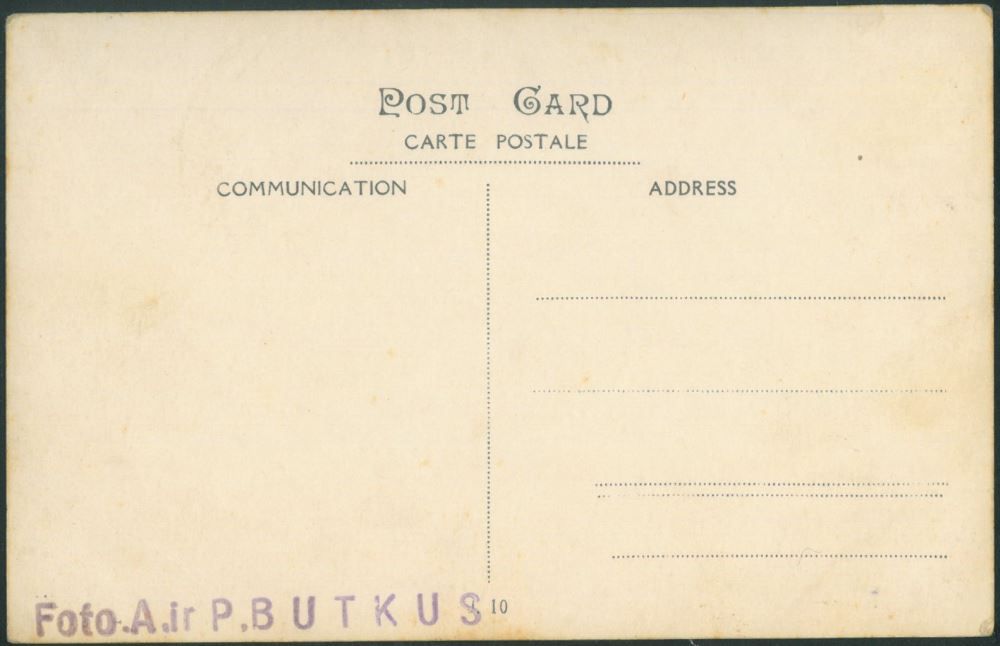 POST CARD
CARTE POSTALE
COMMUNICATION
ADDRESS
Foto.A.ir P.BUTKUS
10